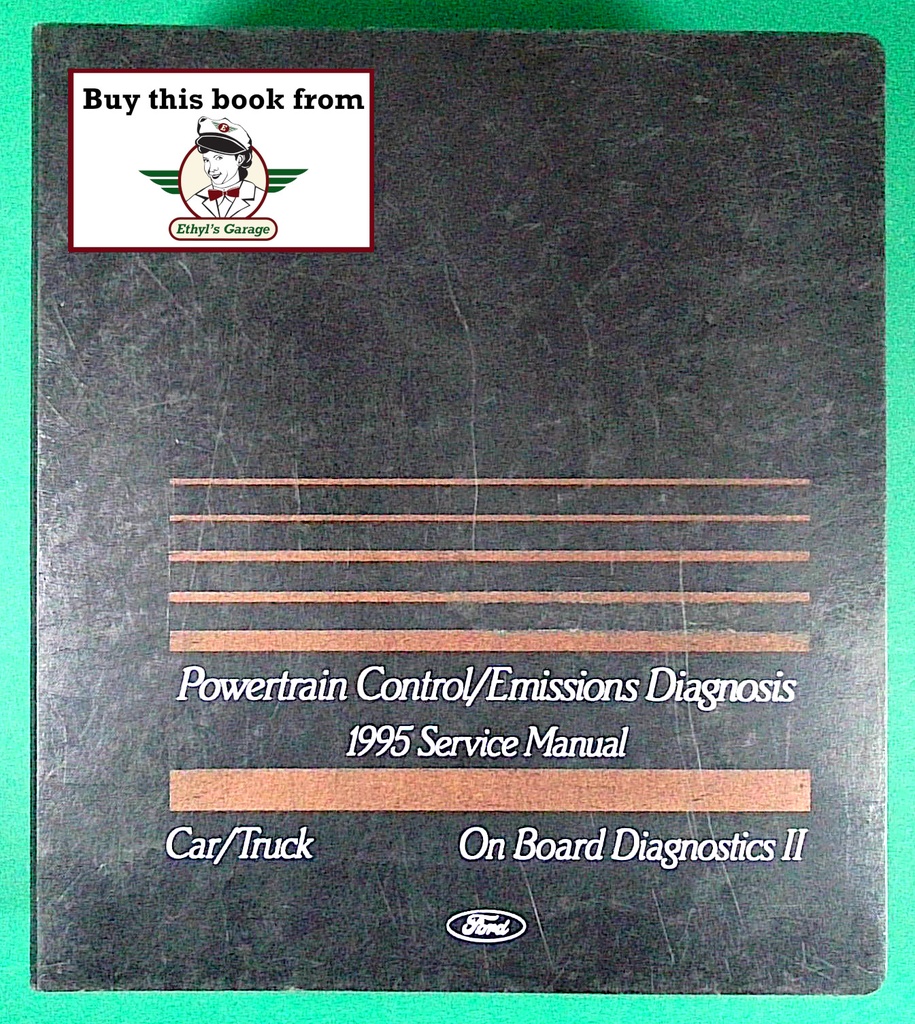 Buy this book from
E
Ethyl's Garage
Powertrain Control/Emissions Diagnosis
1995 Service Manual
Car/Truck On Board Diagnostics II
Ford